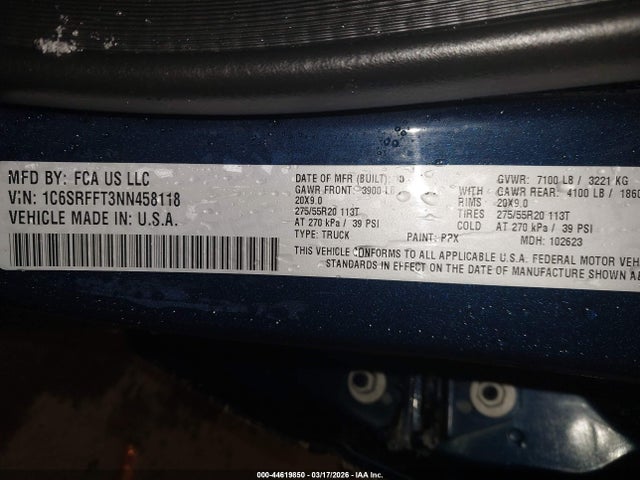 MFD BY: FCA US LLC
VIN: 1C6SRFFT3NN458118
VEHICLE MADE IN: U.S.A.
DATE OF MFR (BUILT):
GAWR FRONT: 3900 LB
20X9.0
275/55R20 113T
AT 270 kPa / 39 PSI
TYPE: TRUCK
PAINT: PPX
WITH
RIMS
TIRES
COLD
GVWR: 7100 LB / 3221 KG
GAWR REAR: 4100 LB / 1860
20X9.0
275/55R20 113T
AT 270 kPa / 39 PSI
MDH: 102623
THIS VEHICLE CONFORMS TO ALL APPLICABLE U.S.A. FEDERAL MOTOR VEH
STANDARDS IN EFFECT ON THE DATE OF MANUFACTURE SHOWN A
000-44619850 - 03/17/2026 - IAA Inc.